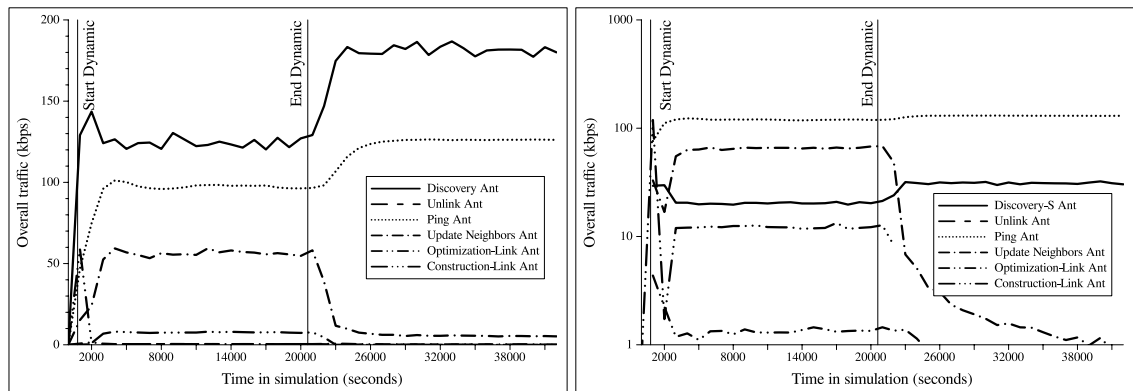 200
150
100
50
0
Overall traffic (kbps)
Start Dynamic
End Dynamic
Discovery Ant
Unlink Ant
Ping Ant
Update Neighbors Ant
Optimization-Link Ant
Construction-Link Ant
2000 8000 14000 20000 26000 32000 38000
Time in simulation (seconds)
1000
100
10
1
Overall traffic (kbps)
Start Dynamic
End Dynamic
Discovery-S Ant
Unlink Ant
Ping Ant
Update Neighbors Ant
Optimization-Link Ant
Construction-Link Ant
2000 8000 14000 20000 26000 32000 38000
Time in simulation (seconds)